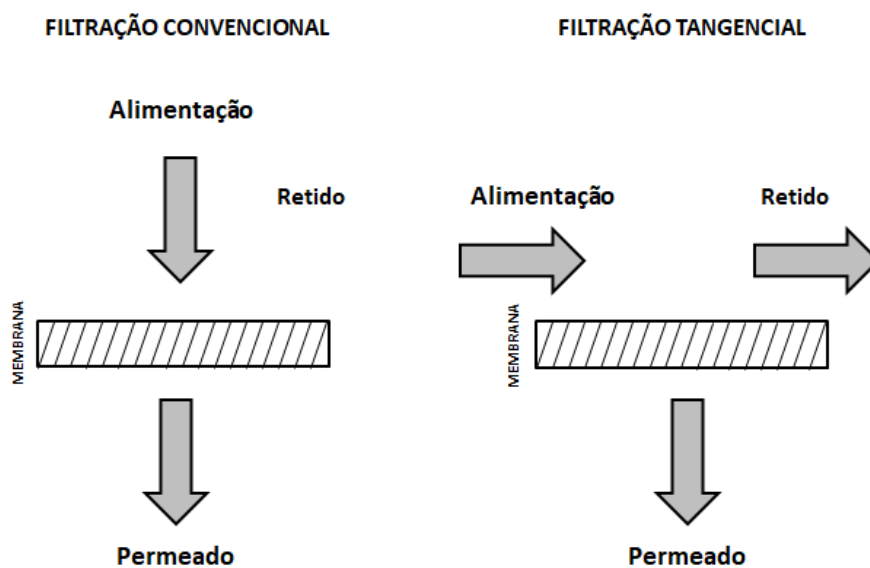 FILTRAÇÃO CONVENCIONAL
Alimentação
Retido
MEMBRANA
Permeado
FILTRAÇÃO TANGENCIAL
Alimentação
Retido
MEMBRANA
Permeado